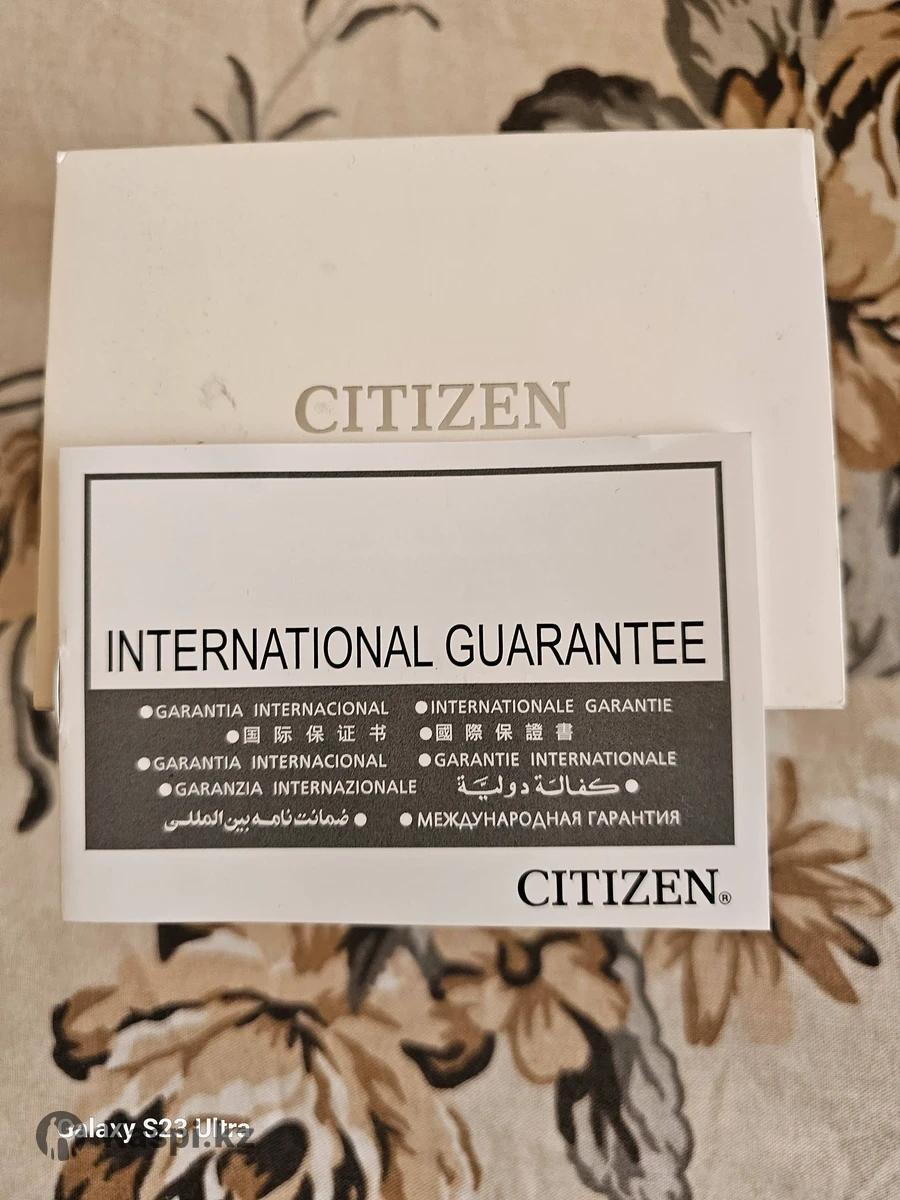 CITIZEN
INTERNATIONAL GUARANTEE
●GARANTIA INTERNACIONAL ●INTERNATIONALE GARANTIE
●国际保证书 ●國際保證書
●GARANTIA INTERNACIONAL ●GARANTIE INTERNATIONALE
●GARANZIA INTERNAZIONALE ●كفالة دوليّة
●ضمانت نامه بين المللى ●МЕЖДУНАРОДНАЯ ГАРАНТИЯ
CITIZEN®
Galaxy S23 Ultra